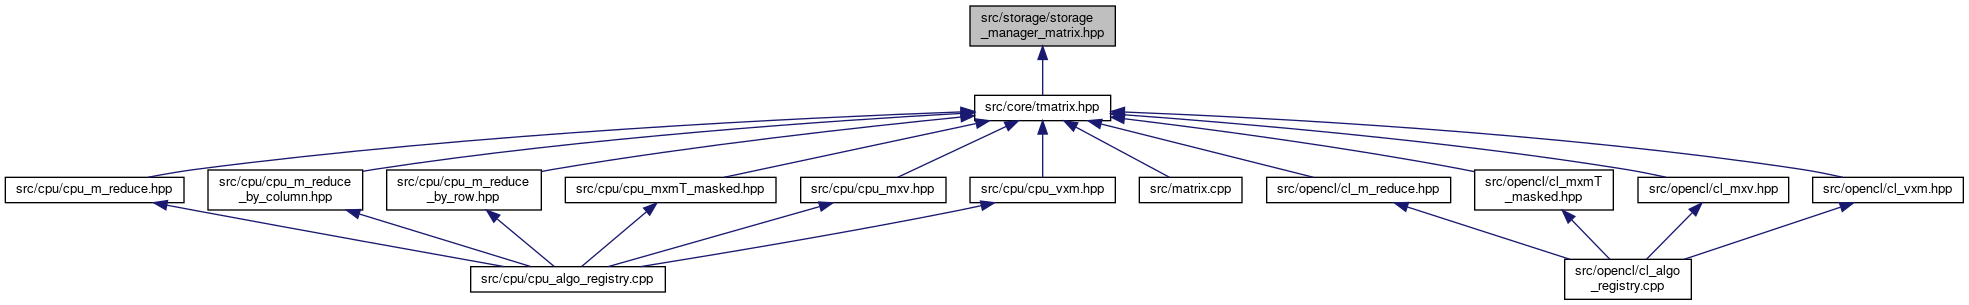 src/storage/storage
_manager_matrix.hpp
src/core/tmatrix.hpp
src/cpu/cpu_m_reduce.hpp
src/cpu/cpu_m_reduce
_by_column.hpp
src/cpu/cpu_m_reduce
_by_row.hpp
src/cpu/cpu_mxmT_masked.hpp
src/cpu/cpu_mxv.hpp
src/cpu/cpu_vxm.hpp
src/matrix.cpp
src/opencl/cl_m_reduce.hpp
src/opencl/cl_mxmT
_masked.hpp
src/opencl/cl_mxv.hpp
src/opencl/cl_vxm.hpp
src/cpu/cpu_algo_registry.cpp
src/opencl/cl_algo
_registry.cpp